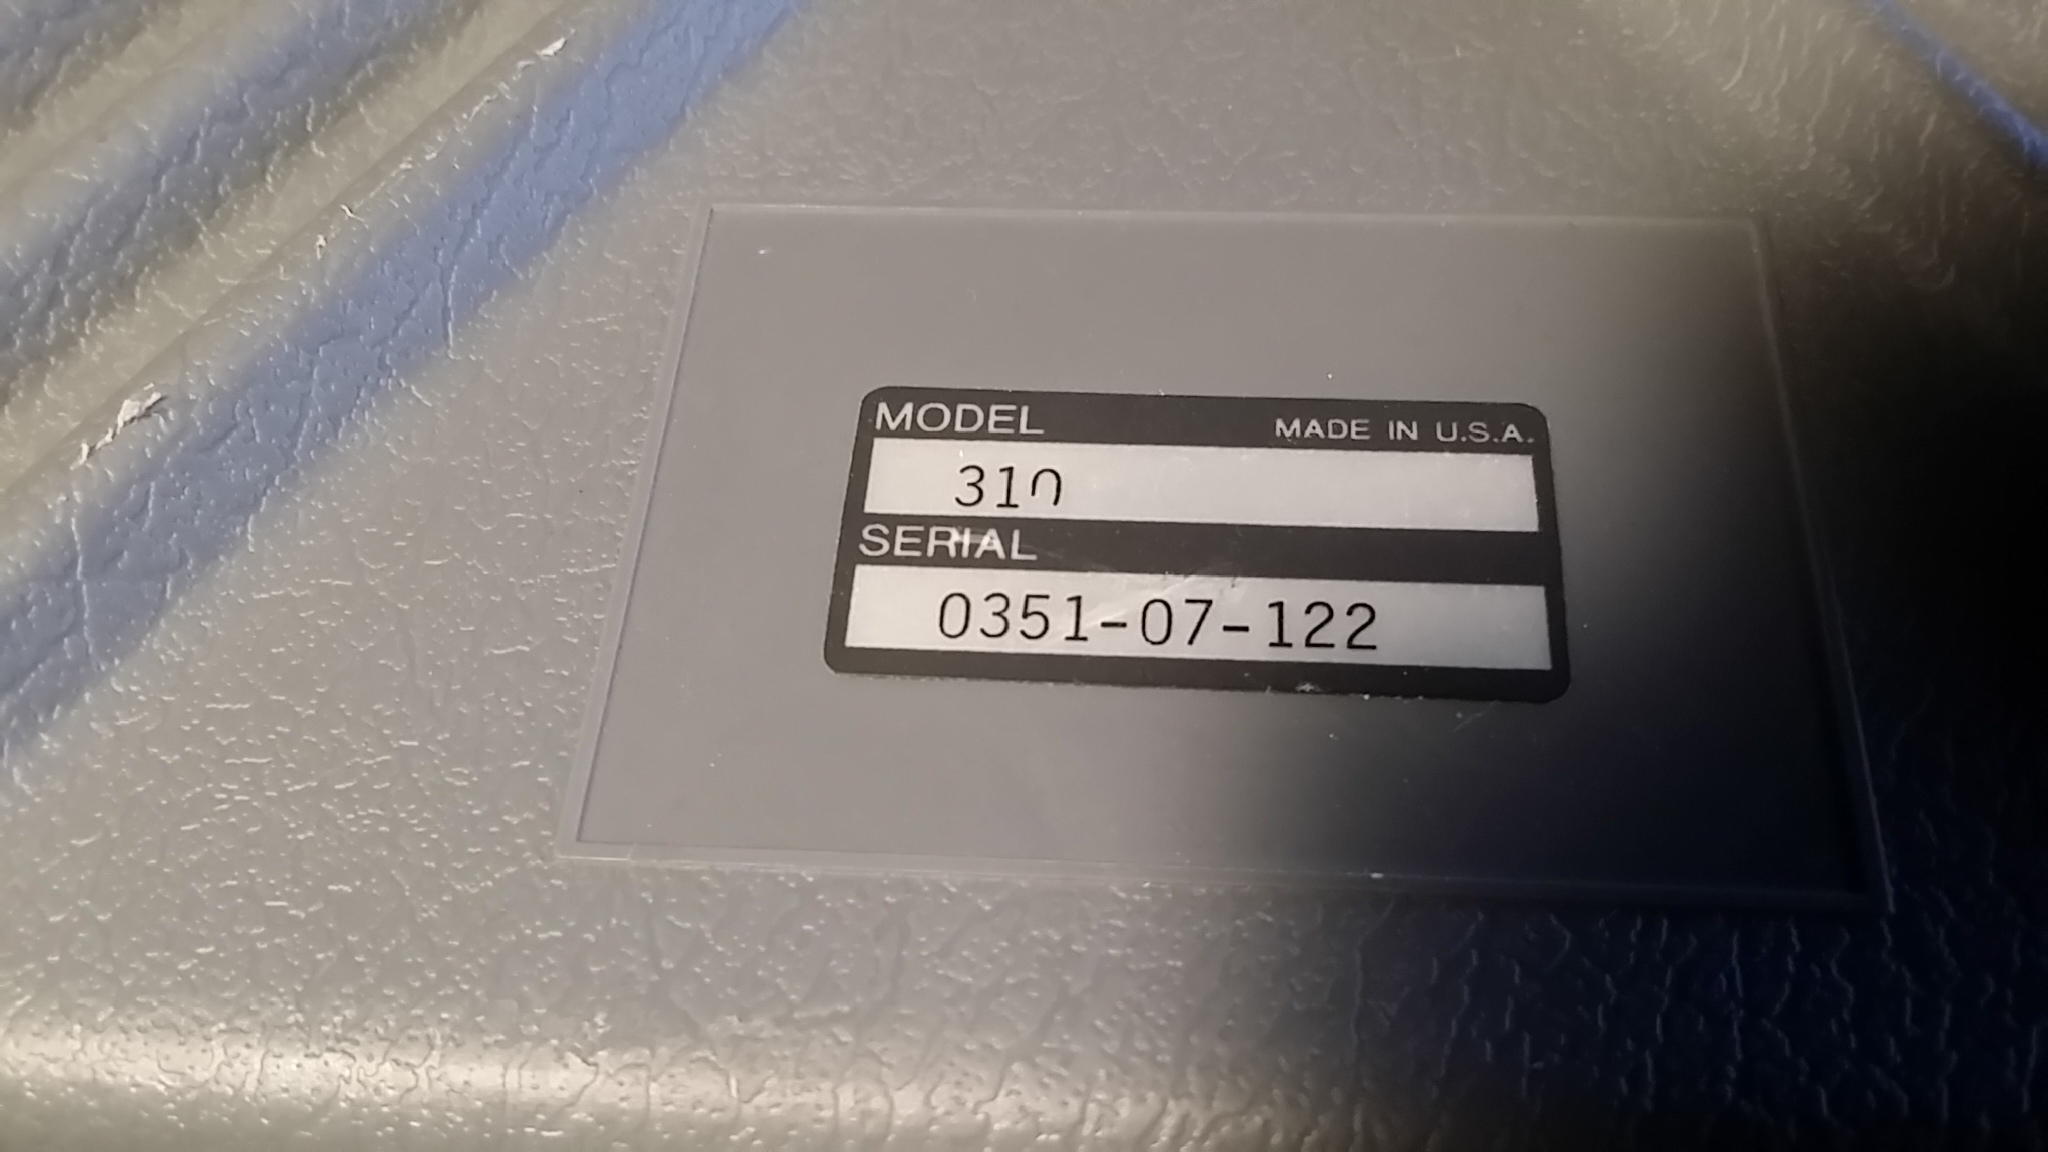 MODEL MADE IN U.S.A.
310
SERIAL
0351-07-122